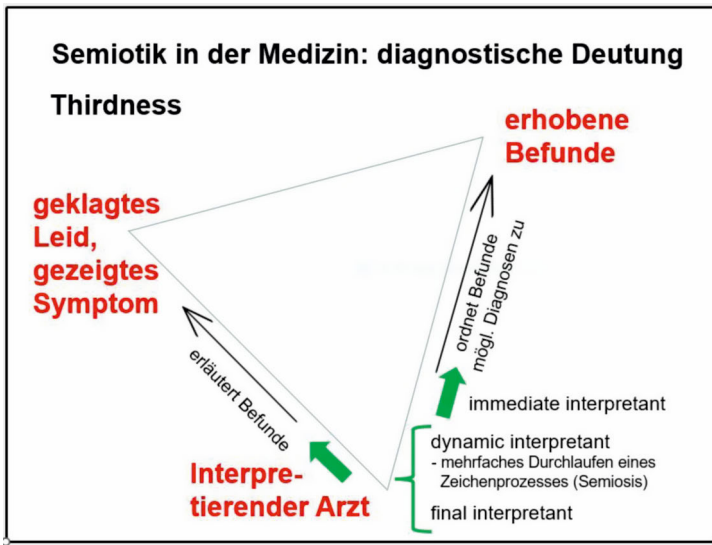 Semiotik in der Medizin: diagnostische Deutung
Thirdness
erhobene
Befunde
geklagtes
Leid,
gezeigtes
Symptom
ordnet Befunde
mögl. Diagnosen zu
erläutert Befunde
immediate interpretant
dynamic interpretant
- mehrfaches Durchlaufen eines
Zeichenprozesses (Semiosis)
final interpretant
Interpre-
tierender Arzt